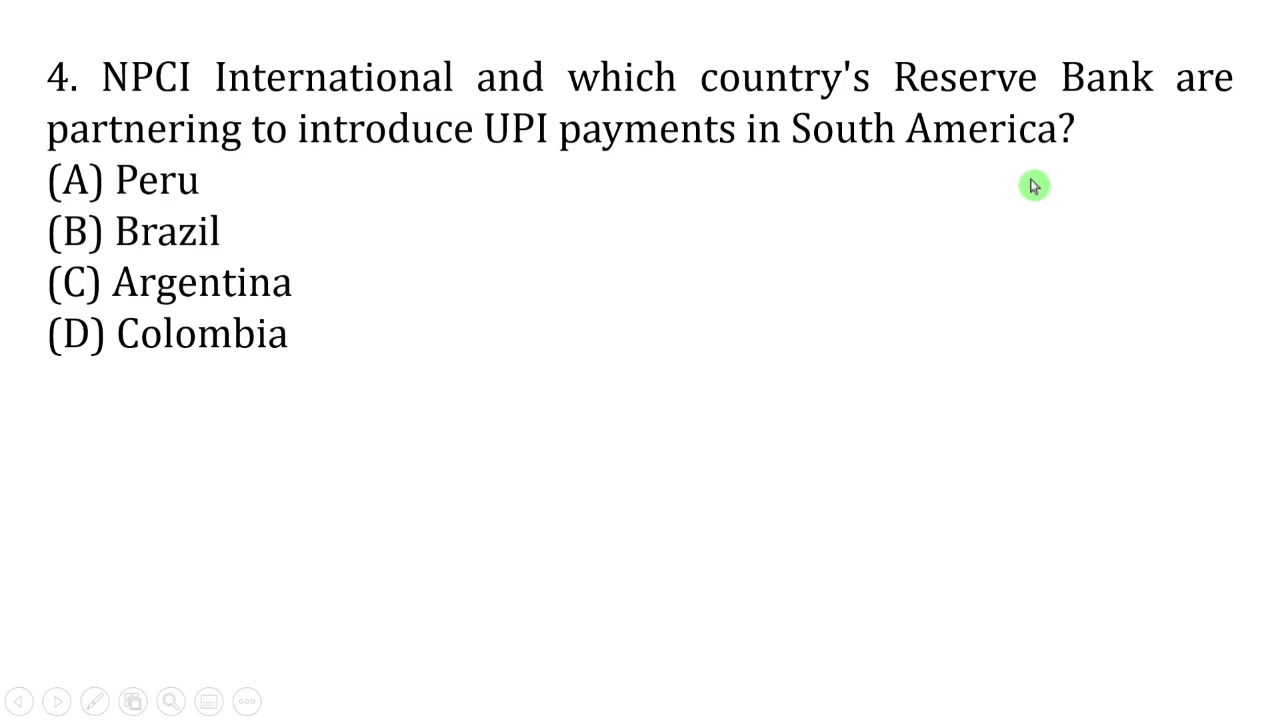 4. NPCI International and which country's Reserve Bank are
partnering to introduce UPI payments in South America?
(A) Peru
(B) Brazil
(C) Argentina
(D) Colombia